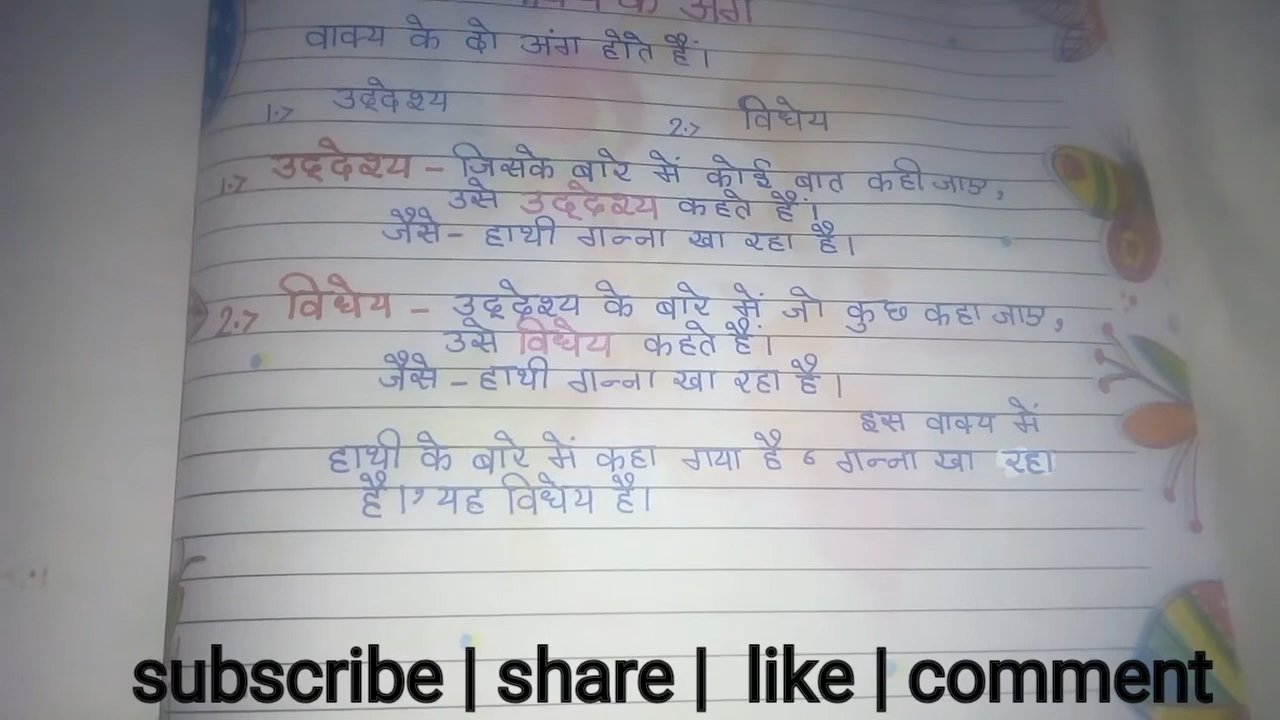 के अंग
वाक्य के दो अंग होते हैं।
1.> उद्देश्य 2.> विधेय
1.> उद्देश्य – जिसके बारे में कोई बात कही जाए,
उसे उद्देश्य कहते हैं।
जैसे – हाथी गन्ना खा रहा है।
2.> विधेय – उद्देश्य के बारे में जो कुछ कहा जाए,
उसे विधेय कहते हैं।
जैसे – हाथी गन्ना खा रहा है।
इस वाक्य में
हाथी के बारे में कहा गया है ‘ गन्ना खा रहा
है।’ यह विधेय है।
subscribe | share | like | comment